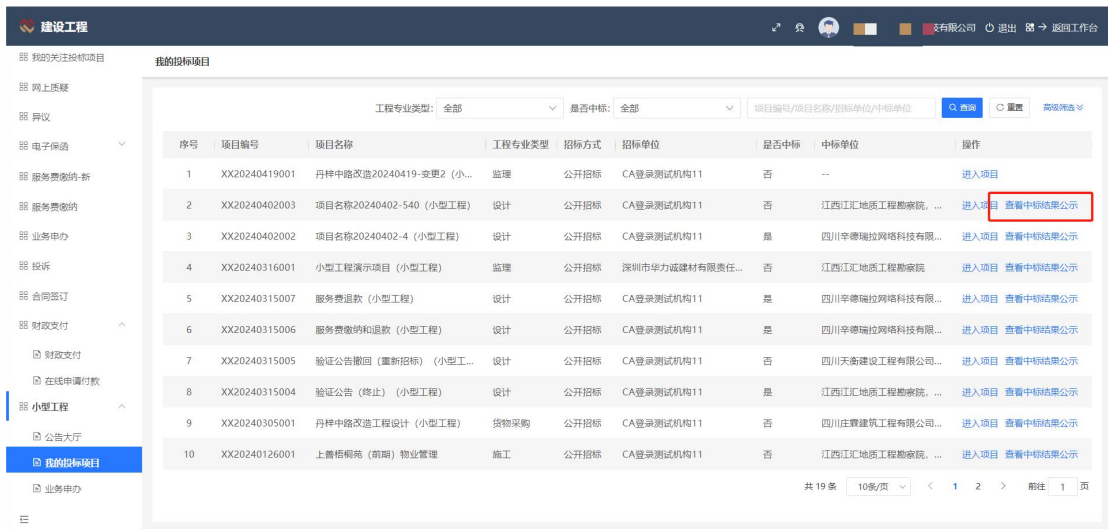 建设工程
技有限公司 退出 返回工作台
我的关注投标项目
网上质疑
异议
电子保函
服务费缴纳-新
服务费缴纳
业务申办
投诉
合同签订
财政支付
财政支付
在线申请付款
小型工程
公告大厅
我的投标项目
业务申办
我的投标项目
工程专业类型: 全部 是否中标: 全部 项目编号/项目名称/招标单位/中标单位 查询 重置 高级筛选
序号 项目编号 项目名称 工程专业类型 招标方式 招标单位 是否中标 中标单位 操作
1 XX20240419001 丹梓中路改造20240419-变更2（小... 监理 公开招标 CA登录测试机构11 否 -- 进入项目
2 XX20240402003 项目名称20240402-540（小型工程） 设计 公开招标 CA登录测试机构11 否 江西江汇地质工程勘察院，... 进入项目 查看中标结果公示
3 XX20240402002 项目名称20240402-4（小型工程） 设计 公开招标 CA登录测试机构11 是 四川辛德瑞拉网络科技有限... 进入项目 查看中标结果公示
4 XX20240316001 小型工程演示项目（小型工程） 监理 公开招标 深圳市华力诚建材有限责任... 否 江西江汇地质工程勘察院 进入项目 查看中标结果公示
5 XX20240315007 服务费退款（小型工程） 设计 公开招标 CA登录测试机构11 是 四川辛德瑞拉网络科技有限... 进入项目 查看中标结果公示
6 XX20240315006 服务费缴纳和退款（小型工程） 设计 公开招标 CA登录测试机构11 是 四川辛德瑞拉网络科技有限... 进入项目 查看中标结果公示
7 XX20240315005 验证公告撤回（重新招标）（小型工... 设计 公开招标 CA登录测试机构11 否 四川天衡建设工程有限公司... 进入项目 查看中标结果公示
8 XX20240315004 验证公告（终止）（小型工程） 设计 公开招标 CA登录测试机构11 是 江西江汇地质工程勘察院，... 进入项目 查看中标结果公示
9 XX20240305001 丹梓中路改造工程设计（小型工程） 货物采购 公开招标 CA登录测试机构11 否 四川庄霖建筑工程有限公司... 进入项目 查看中标结果公示
10 XX20240126001 上善梧桐苑（前期）物业管理 施工 公开招标 CA登录测试机构11 否 江西江汇地质工程勘察院，... 进入项目 查看中标结果公示
共 19 条 10条/页 1 2 前往 1 页